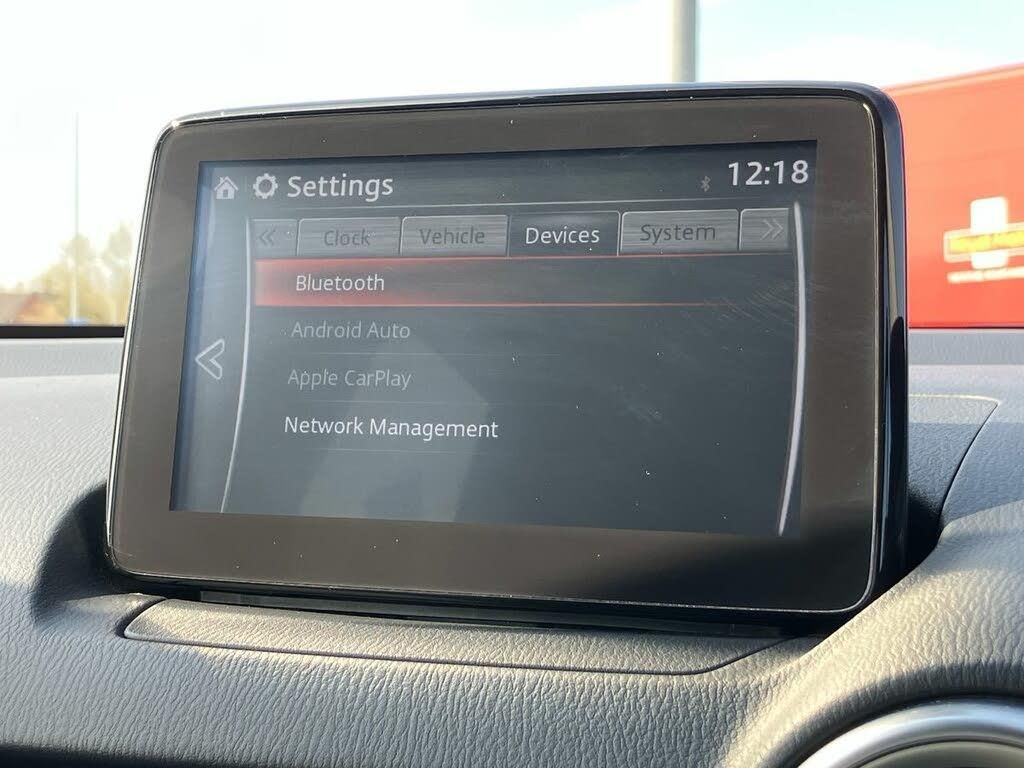 Settings 12:18
Clock Vehicle Devices System
Bluetooth
Android Auto
Apple CarPlay
Network Management